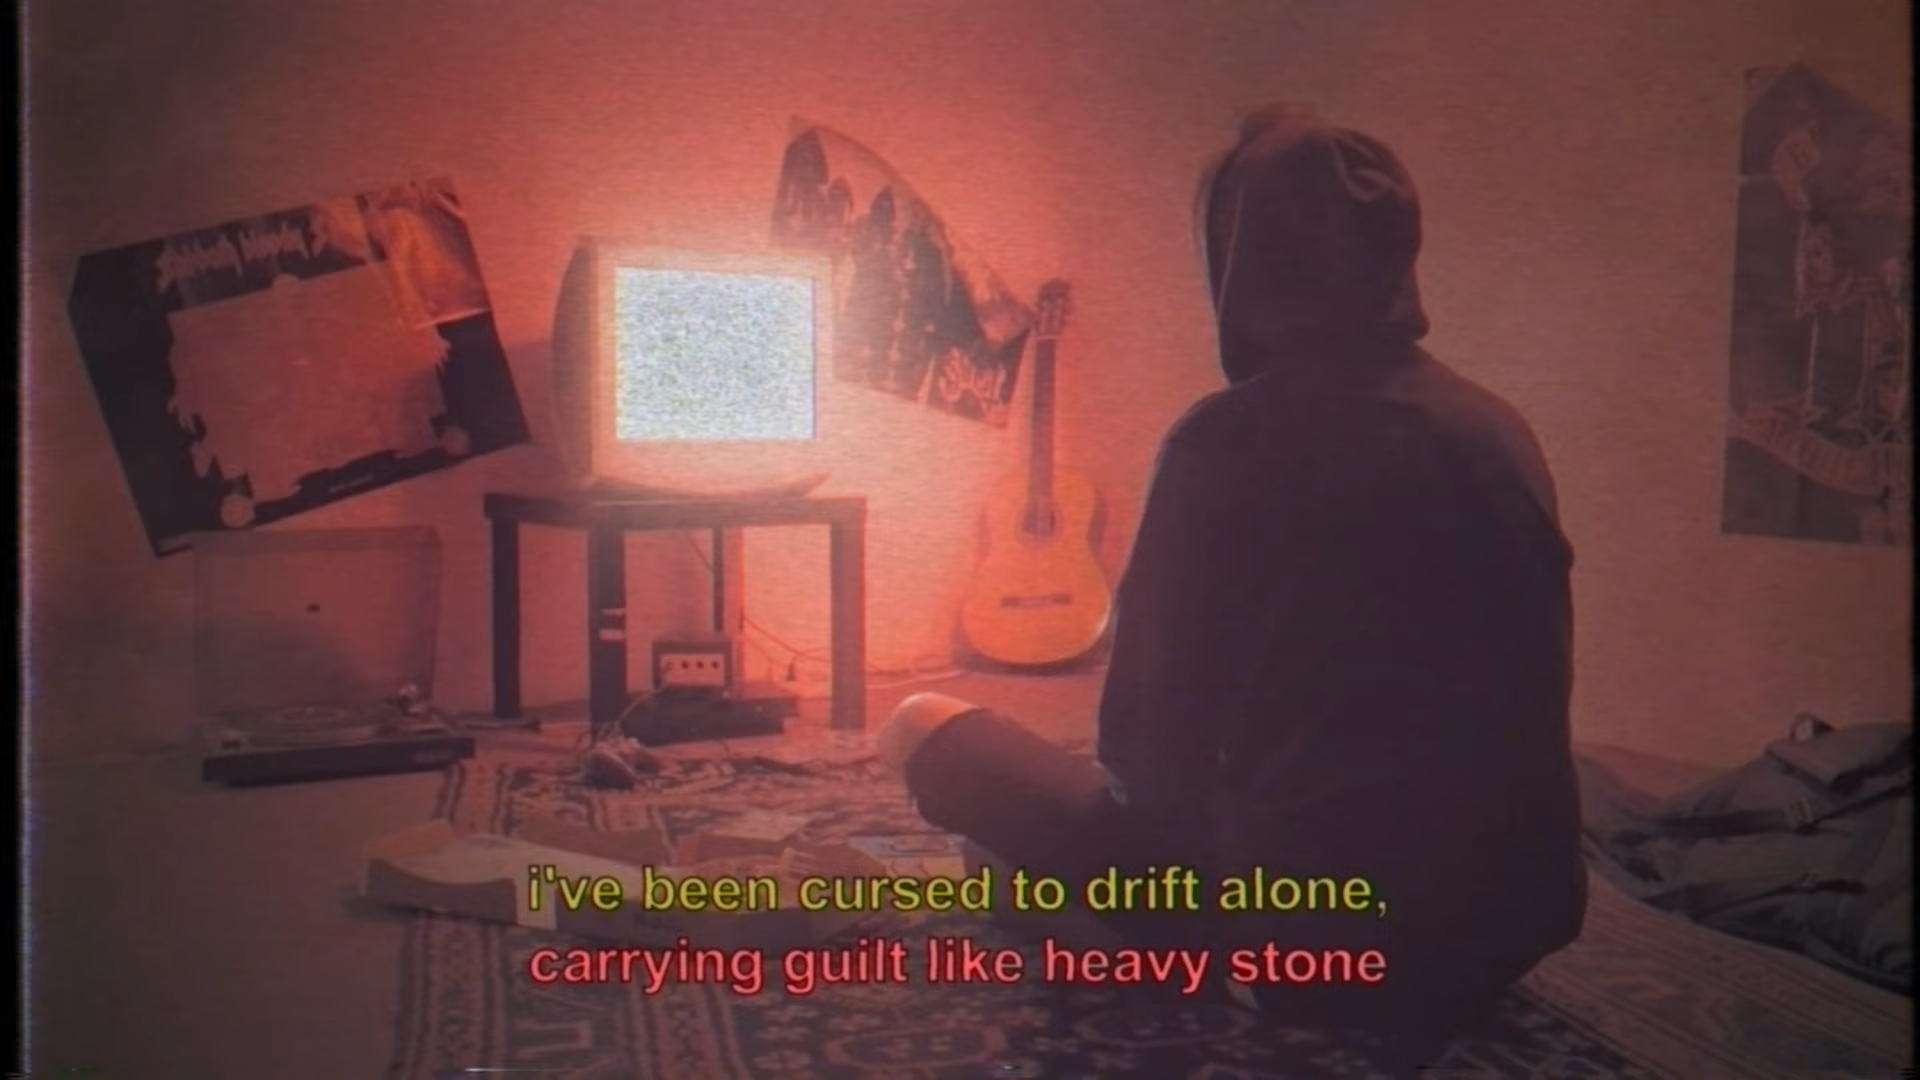 i've been cursed to drift alone,
carrying guilt like heavy stone